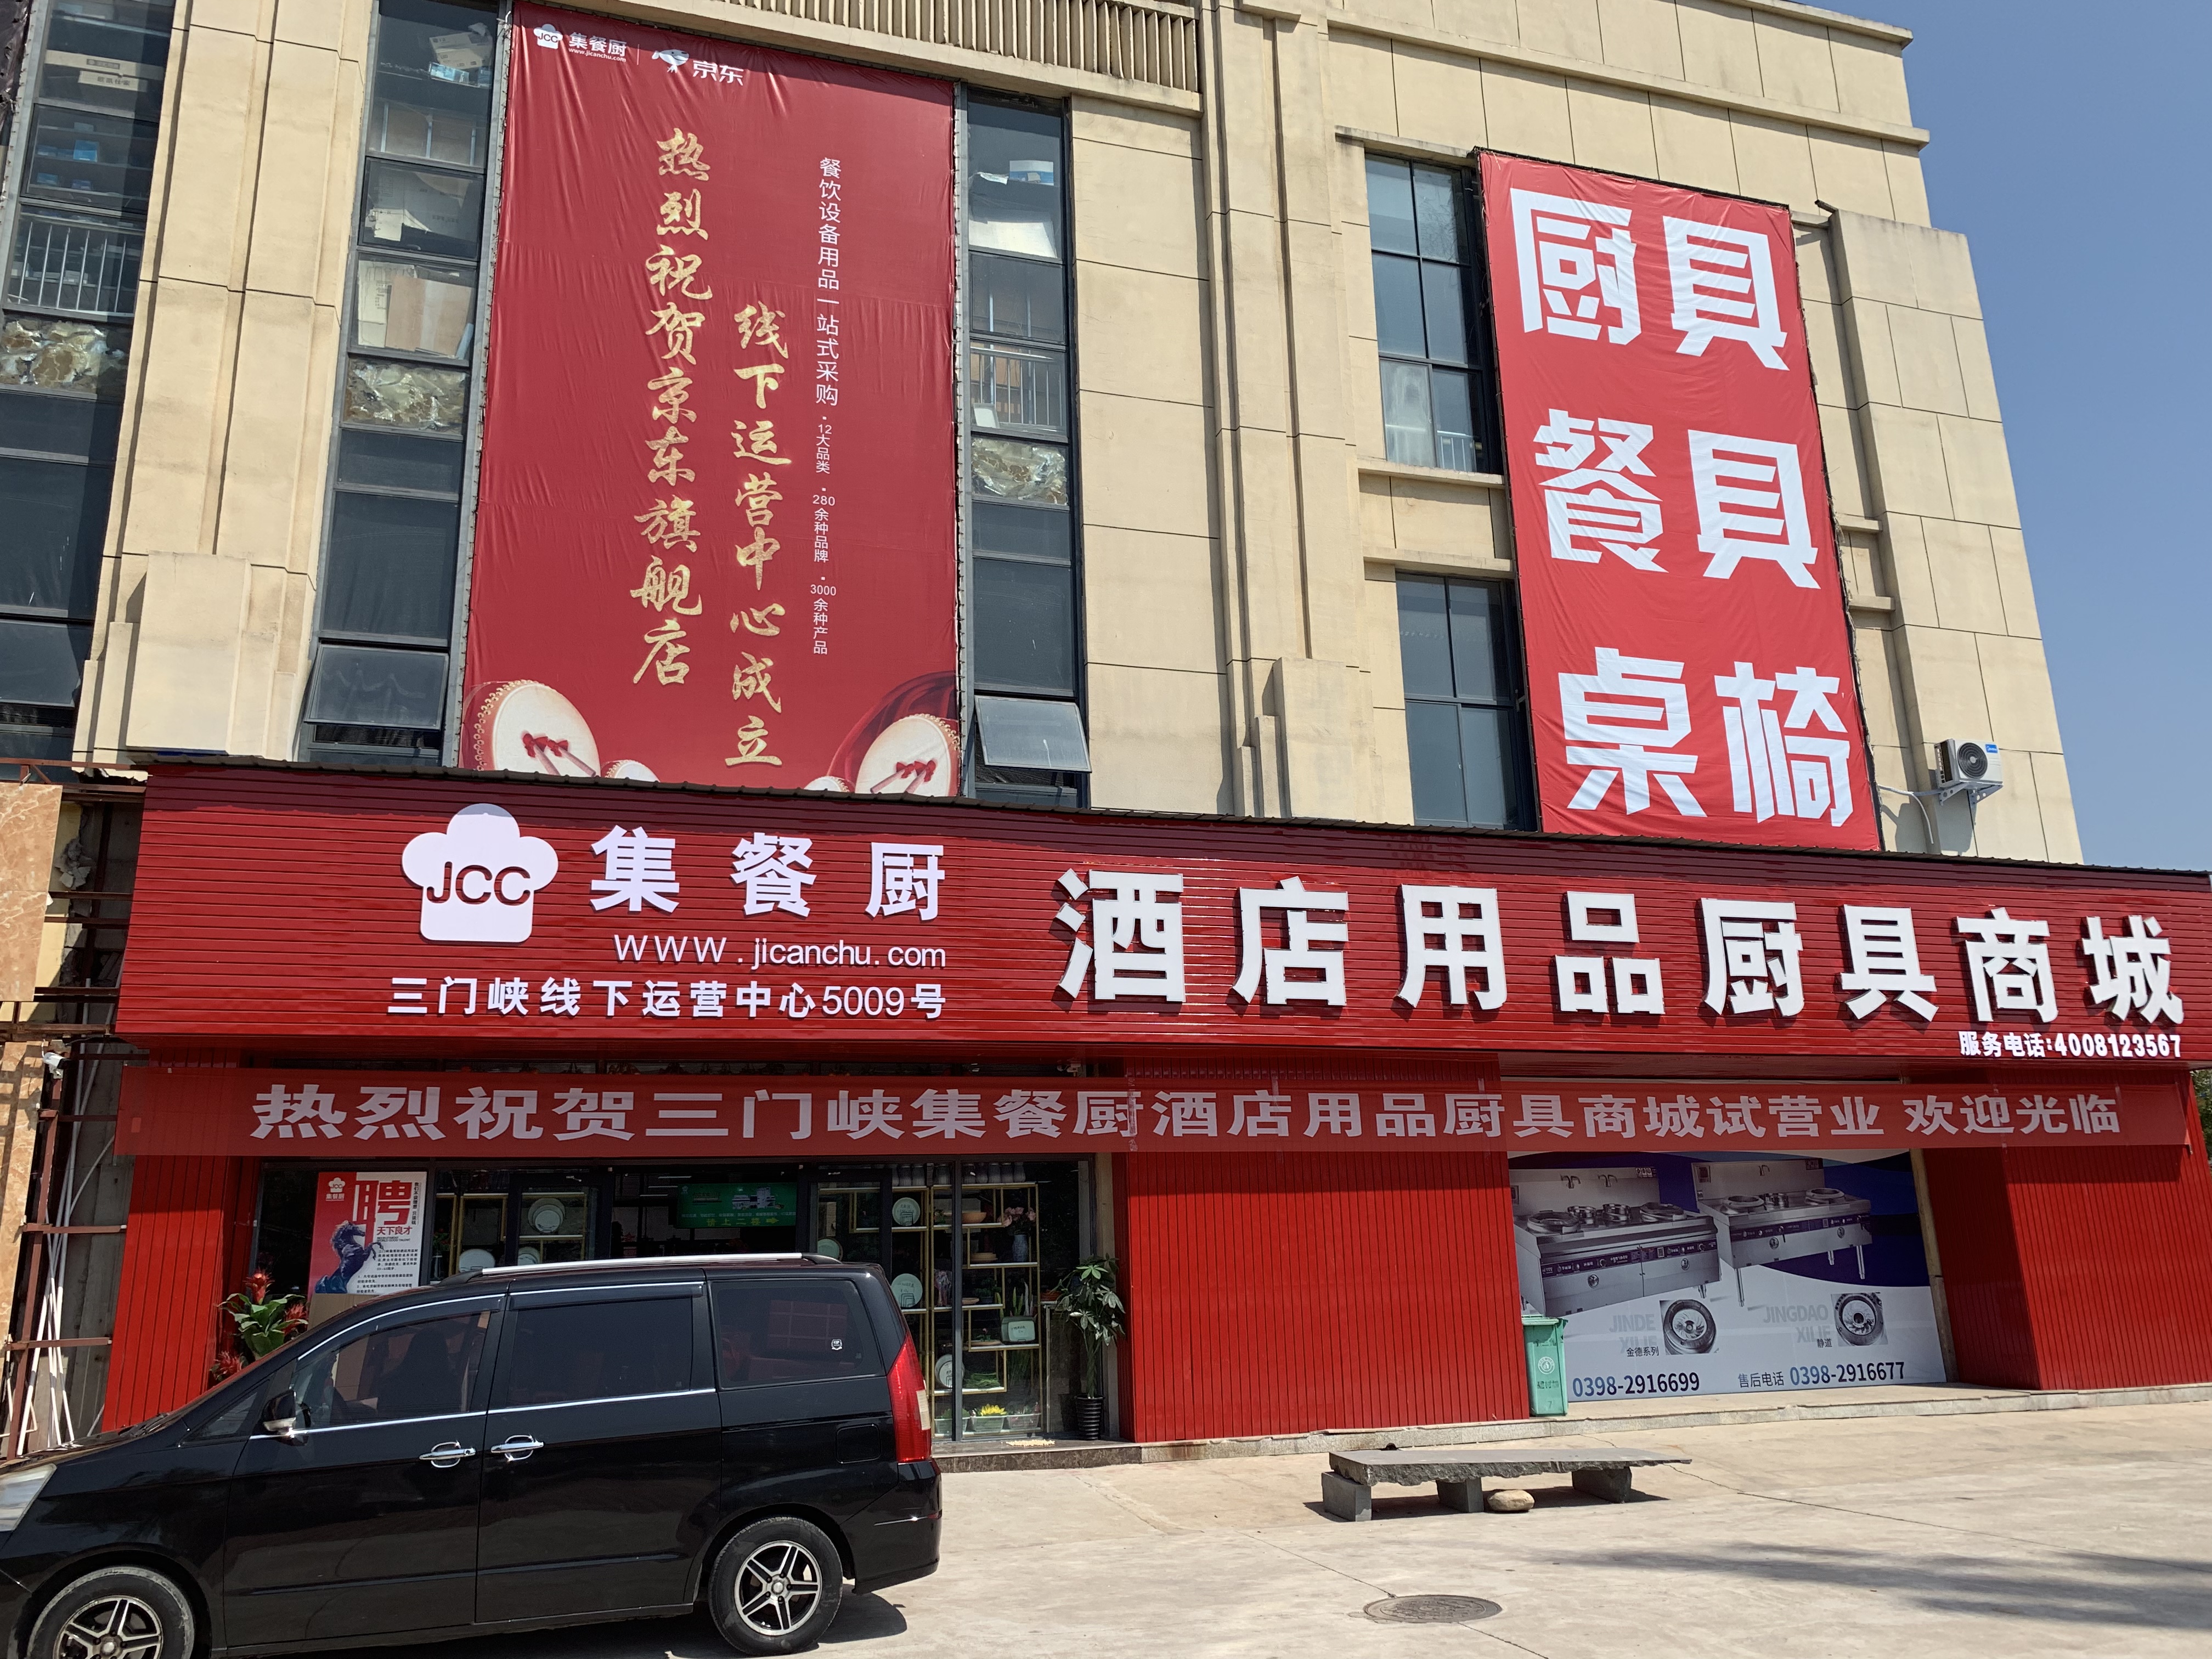 JCC
集餐厨
www.jicanchu.com
京东
热烈祝贺京东旗舰店
线下运营中心成立
餐饮设备用品一站式采购·12大品类·280余种品牌·3000余种产品
厨具
餐具
桌椅
JCC
集餐厨
WWW.jicanchu.com
三门峡线下运营中心5009号
酒店用品厨具商城
服务电话:4008123567
热烈祝贺三门峡集餐厨酒店用品厨具商城试营业 欢迎光临
集餐厨
聘
天下良才
JINDE
XILIE
金德系列
JINGDAO
XILIE
静道
0398-2916699
售后电话 0398-2916677